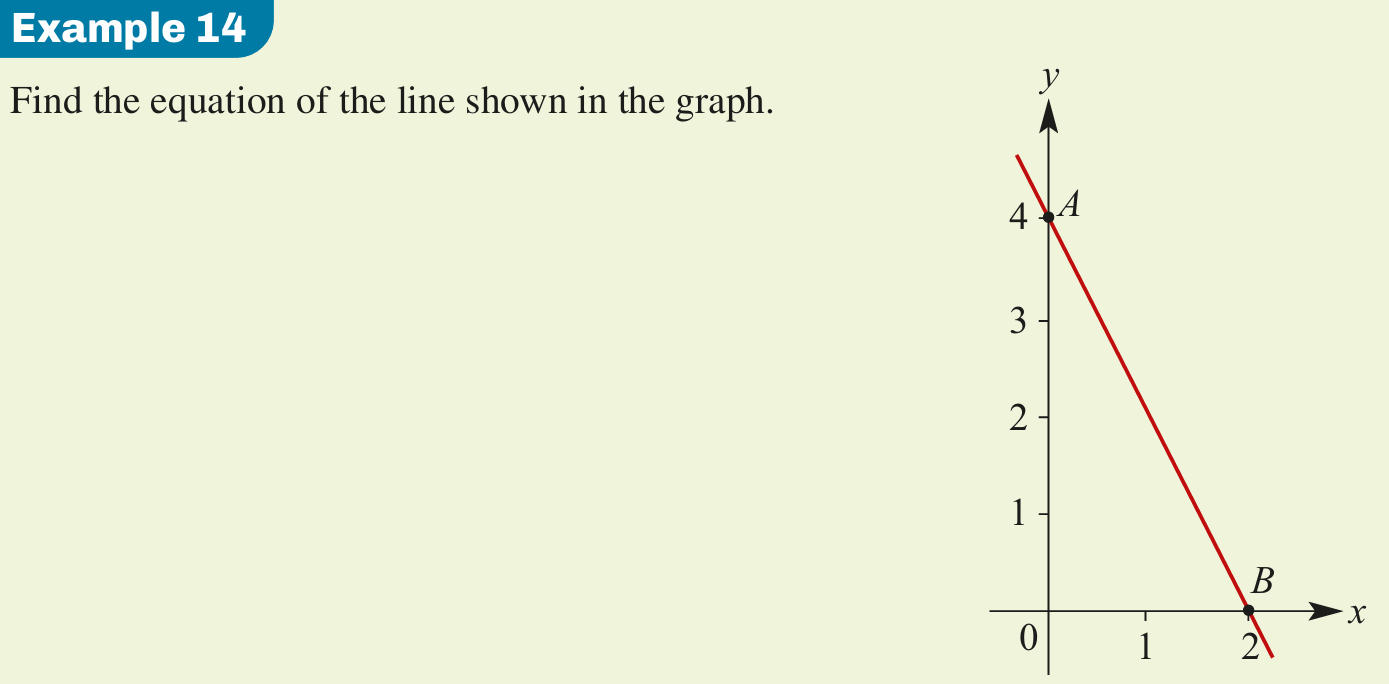 Example 14
Find the equation of the line shown in the graph.
y
4 A
3
2
1
B
x
0 1 2